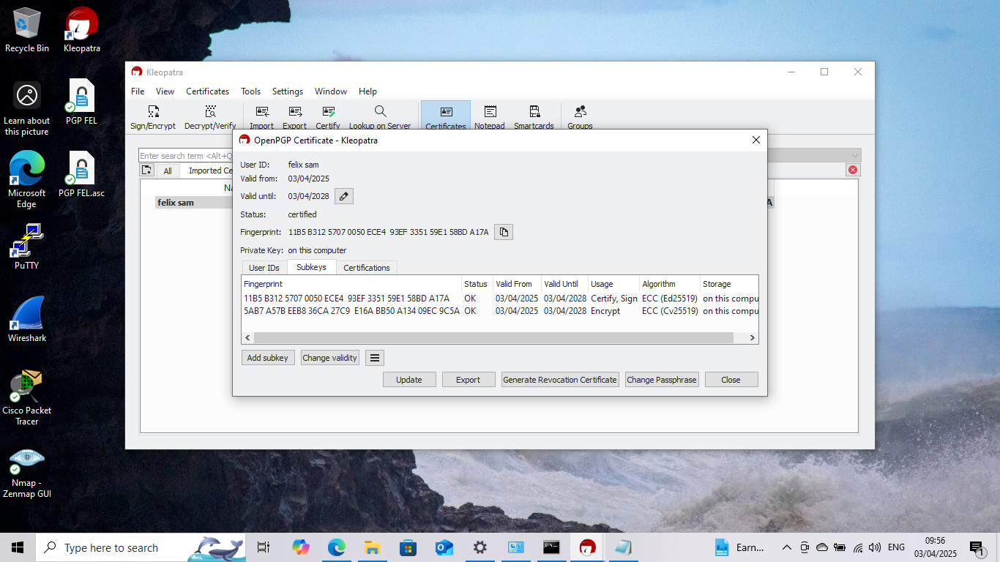 Recycle Bin
Kleopatra
Learn about
this picture
PGP FEL
Microsoft
Edge
PGP FEL.asc
PuTTY
Wireshark
Cisco Packet
Tracer
Nmap -
Zenmap GUI
Kleopatra
File View Certificates Tools Settings Window Help
Sign/Encrypt Decrypt/Verify Import Export Certify Lookup on Server Certificates Notepad Smartcards Groups
Enter search term <Alt+Q
All Imported Ce
Na
felix sam
A
OpenPGP Certificate - Kleopatra
User ID: felix sam
Valid from: 03/04/2025
Valid until: 03/04/2028
Status: certified
Fingerprint: 11B5 B312 5707 0050 ECE4 93EF 3351 59E1 58BD A17A
Private Key: on this computer
User IDs Subkeys Certifications
Fingerprint Status Valid From Valid Until Usage Algorithm Storage
11B5 B312 5707 0050 ECE4 93EF 3351 59E1 58BD A17A OK 03/04/2025 03/04/2028 Certify, Sign ECC (Ed25519) on this compu
5AB7 A57B EEB8 36CA 27C9 E16A BB50 A134 09EC 9C5A OK 03/04/2025 03/04/2028 Encrypt ECC (Cv25519) on this compu
Add subkey Change validity
Update Export Generate Revocation Certificate Change Passphrase Close
Type here to search
Earn...
ENG
09:56
03/04/2025
1